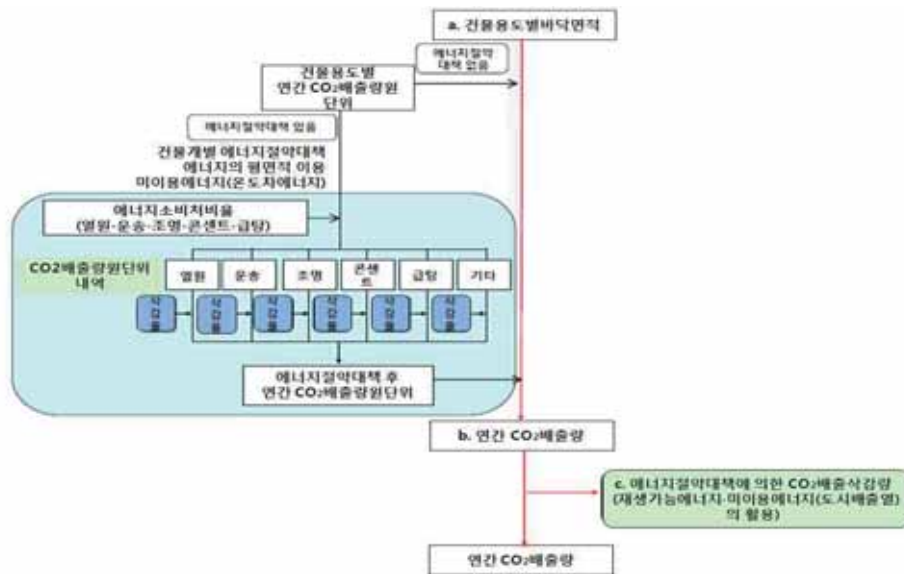 a. 건물용도별바닥면적
에너지절약
대책 없음
건물용도별
연간 CO₂배출량원
단위
에너지절약대책 있음
건물개별 에너지절약대책
에너지의 평면적 이용
미이용에너지(온도차에너지)
에너지소비처비율
(열원·운송·조명·콘센트·급탕)
CO2배출량원단위
내역
열원
운송
조명
콘센
트
급탕
기타
삭
감
율
삭
감
율
삭
감
율
삭
감
율
삭
감
율
삭
감
율
에너지절약대책 후
연간 CO₂배출량원단위
b. 연간 CO₂배출량
c. 에너지절약대책에 의한 CO₂배출삭감량
(재생가능에너지·미이용에너지(도시배출열)
의 활용)
연간 CO₂배출량